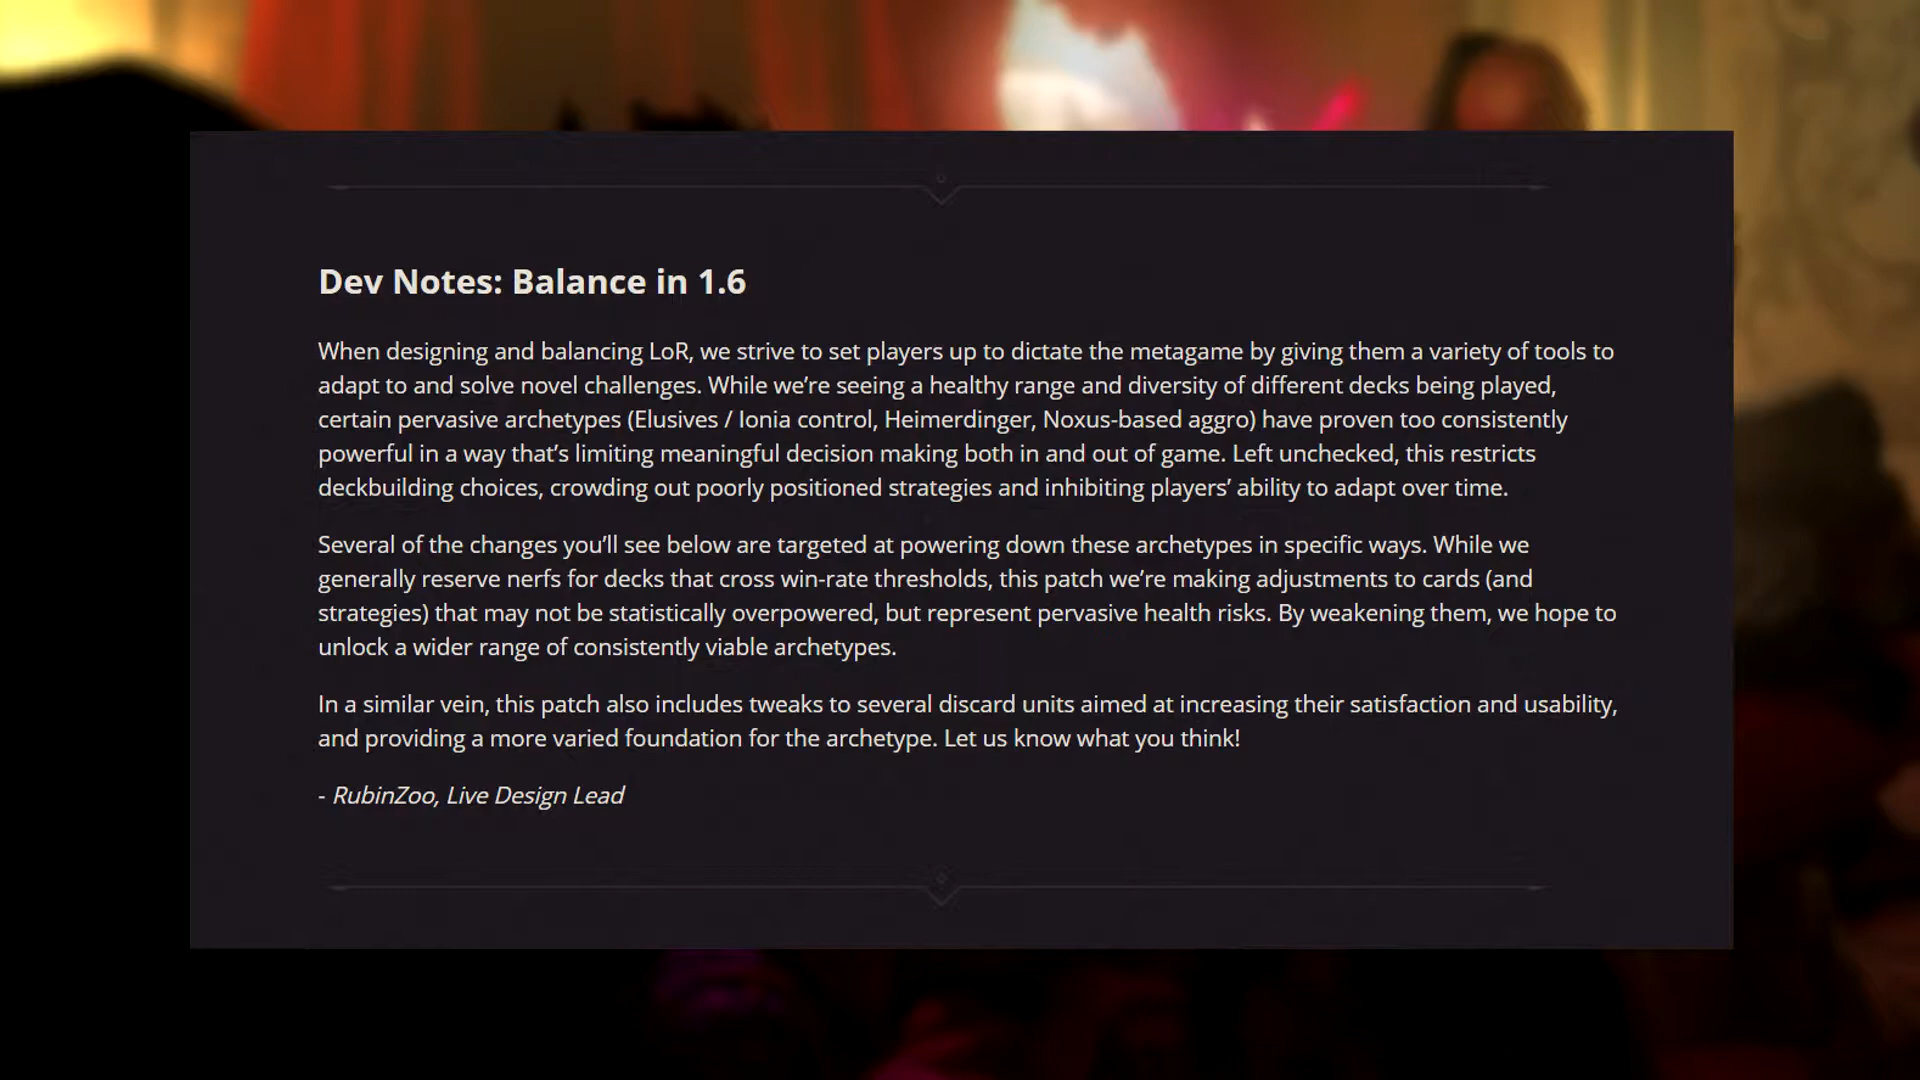 Dev Notes: Balance in 1.6
When designing and balancing LoR, we strive to set players up to dictate the metagame by giving them a variety of tools to
adapt to and solve novel challenges. While we’re seeing a healthy range and diversity of different decks being played,
certain pervasive archetypes (Elusives / Ionia control, Heimerdinger, Noxus-based aggro) have proven too consistently
powerful in a way that’s limiting meaningful decision making both in and out of game. Left unchecked, this restricts
deckbuilding choices, crowding out poorly positioned strategies and inhibiting players’ ability to adapt over time.
Several of the changes you’ll see below are targeted at powering down these archetypes in specific ways. While we
generally reserve nerfs for decks that cross win-rate thresholds, this patch we’re making adjustments to cards (and
strategies) that may not be statistically overpowered, but represent pervasive health risks. By weakening them, we hope to
unlock a wider range of consistently viable archetypes.
In a similar vein, this patch also includes tweaks to several discard units aimed at increasing their satisfaction and usability,
and providing a more varied foundation for the archetype. Let us know what you think!
- RubinZoo, Live Design Lead